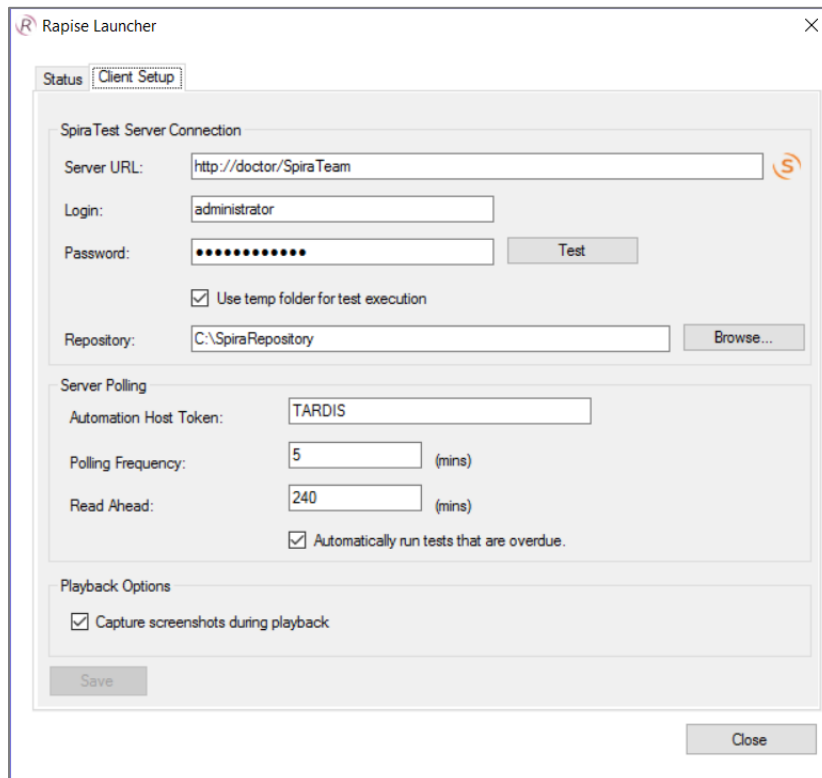 Rapise Launcher
Status Client Setup
SpiraTest Server Connection
Server URL: http://doctor/SpiraTeam
Login: administrator
Password: ●●●●●●●●●●●● Test
Use temp folder for test execution
Repository: C:\SpiraRepository Browse...
Server Polling
Automation Host Token: TARDIS
Polling Frequency: 5 (mins)
Read Ahead: 240 (mins)
Automatically run tests that are overdue.
Playback Options
Capture screenshots during playback
Save
Close